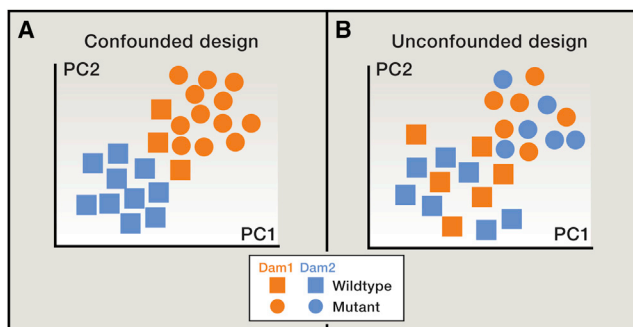 A
Confounded design
PC2
PC1
B
Unconfounded design
PC2
PC1
Dam1 Dam2
Wildtype
Mutant